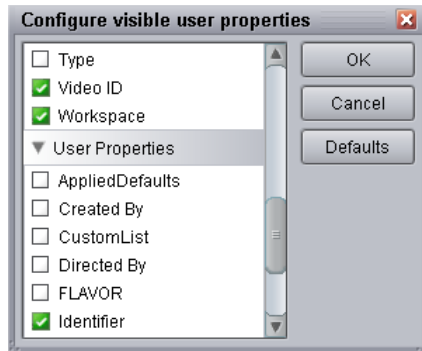 Configure visible user properties
Type
Video ID
Workspace
User Properties
AppliedDefaults
Created By
CustomList
Directed By
FLAVOR
Identifier
OK
Cancel
Defaults